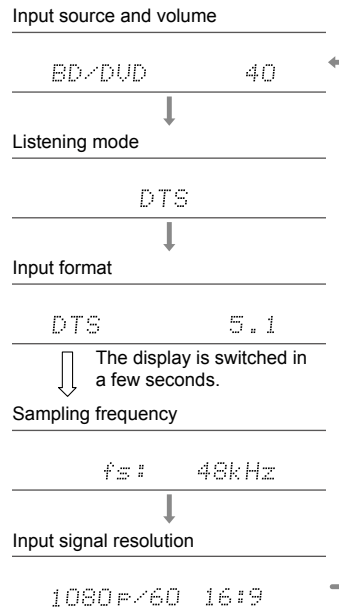 Input source and volume
BD/DVD 40
Listening mode
DTS
Input format
DTS 5.1
The display is switched in
a few seconds.
Sampling frequency
fs: 48kHz
Input signal resolution
1080p/60 16:9